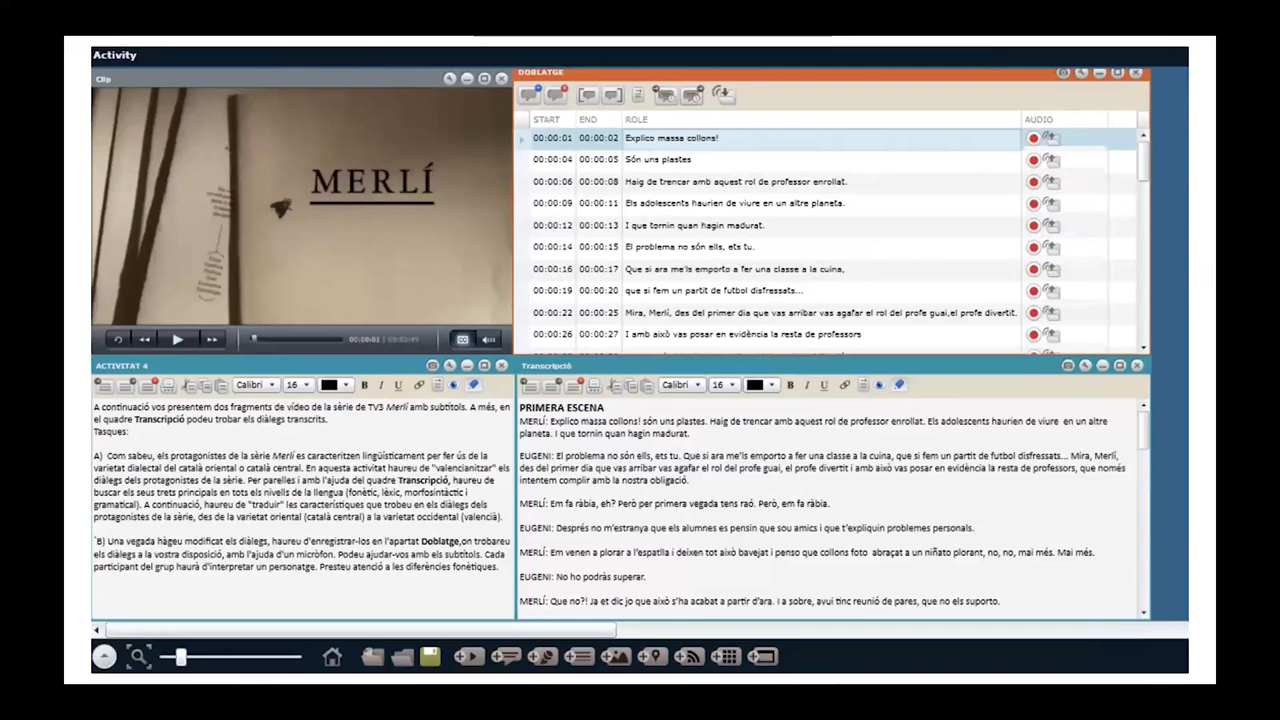 Activity
Clip
MERLÍ
00:00:01 | 00:02:49
DOBLATGE
START END ROLE AUDIO
00:00:01 00:00:02 Explico massa collons!
00:00:04 00:00:05 Són uns plastes
00:00:06 00:00:08 Haig de trencar amb aquest rol de professor enrollat.
00:00:09 00:00:11 Els adolescents haurien de viure en un altre planeta.
00:00:12 00:00:13 I que tornin quan hagin madurat.
00:00:14 00:00:15 El problema no són ells, ets tu.
00:00:16 00:00:17 Que si ara me'ls emporto a fer una classe a la cuina,
00:00:19 00:00:20 que si fem un partit de futbol disfressats...
00:00:22 00:00:25 Mira, Merlí, des del primer dia que vas arribar vas agafar el rol del profe guai,el profe divertit.
00:00:26 00:00:27 I amb això vas posar en evidència la resta de professors
ACTIVITAT 4
Calibri 16 B I U
A continuació vos presentem dos fragments de vídeo de la sèrie de TV3 Merlí amb subtítols. A més, en
el quadre Transcripció podeu trobar els diàlegs transcrits.
Tasques:
A) Com sabeu, els protagonistes de la sèrie Merlí es caracteritzen lingüísticament per fer ús de la
varietat dialectal del català oriental o català central. En aquesta activitat haureu de "valencianitzar" els
diàlegs dels protagonistes de la sèrie. Per parelles i amb l'ajuda del quadre Transcripció, haureu de
buscar els seus trets principals en tots els nivells de la llengua (fonètic, lèxic, morfosintàctic i
gramatical). A continuació, haureu de "traduir" les característiques que trobeu en els diàlegs dels
protagonistes de la sèrie, des de la varietat oriental (català central) a la varietat occidental (valencià).
`B) Una vegada hàgeu modificat els diàlegs, haureu d'enregistrar-los en l'apartat Doblatge,on trobareu
els diàlegs a la vostra disposició, amb l'ajuda d'un micròfon. Podeu ajudar-vos amb els subtítols. Cada
participant del grup haurà d'interpretar un personatge. Presteu atenció a les diferències fonètiques.
Transcripció
Calibri 16 B I U
PRIMERA ESCENA
MERLÍ: Explico massa collons! són uns plastes. Haig de trencar amb aquest rol de professor enrollat. Els adolescents haurien de viure en un altre
planeta. I que tornin quan hagin madurat.
EUGENI: El problema no són ells, ets tu. Que si ara me'ls emporto a fer una classe a la cuina, que si fem un partit de futbol disfressats... Mira, Merlí,
des del primer dia que vas arribar vas agafar el rol del profe guai, el profe divertit i amb això vas posar en evidència la resta de professors, que només
intentem complir amb la nostra obligació.
MERLÍ: Em fa ràbia, eh? Però per primera vegada tens raó. Però, em fa ràbia.
EUGENI: Després no m'estranya que els alumnes es pensin que sou amics i que t'expliquin problemes personals.
MERLÍ: Em venen a plorar a l'espatlla i deixen tot això bavejat i penso que collons foto abraçat a un niñato plorant, no, no, mai més. Mai més.
EUGENI: No ho podràs superar.
MERLÍ: Que no?! Ja et dic jo que això s'ha acabat a partir d'ara. I a sobre, avui tinc reunió de pares, que no els suporto.